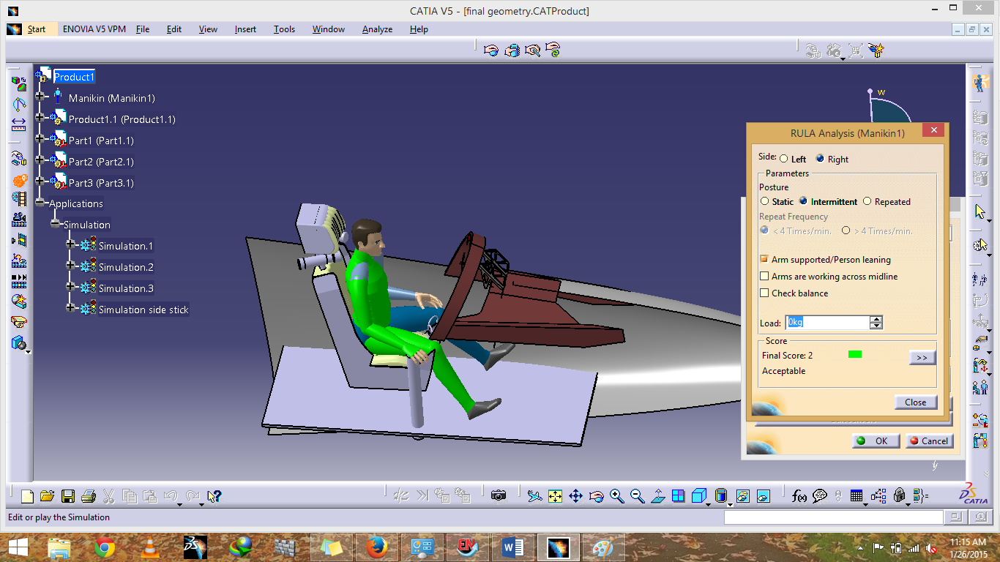 CATIA V5 - [final geometry.CATProduct]
Start ENOVIA V5 VPM File Edit View Insert Tools Window Analyze Help
Product1
Manikin (Manikin1)
Product1.1 (Product1.1)
Part1 (Part1.1)
Part2 (Part2.1)
Part3 (Part3.1)
Applications
Simulation
Simulation.1
Simulation.2
Simulation.3
Simulation side stick
w
RULA Analysis (Manikin1)
Side: Left Right
Parameters
Posture
Static Intermittent Repeated
Repeat Frequency
< 4 Times/min. > 4 Times/min.
Arm supported/Person leaning
Arms are working across midline
Check balance
Load: 0kg
Score
Final Score: 2 >>
Acceptable
Close
OK Cancel
y
f(x)
DS CATIA
Edit or play the Simulation
EN W
11:15 AM
1/26/2015